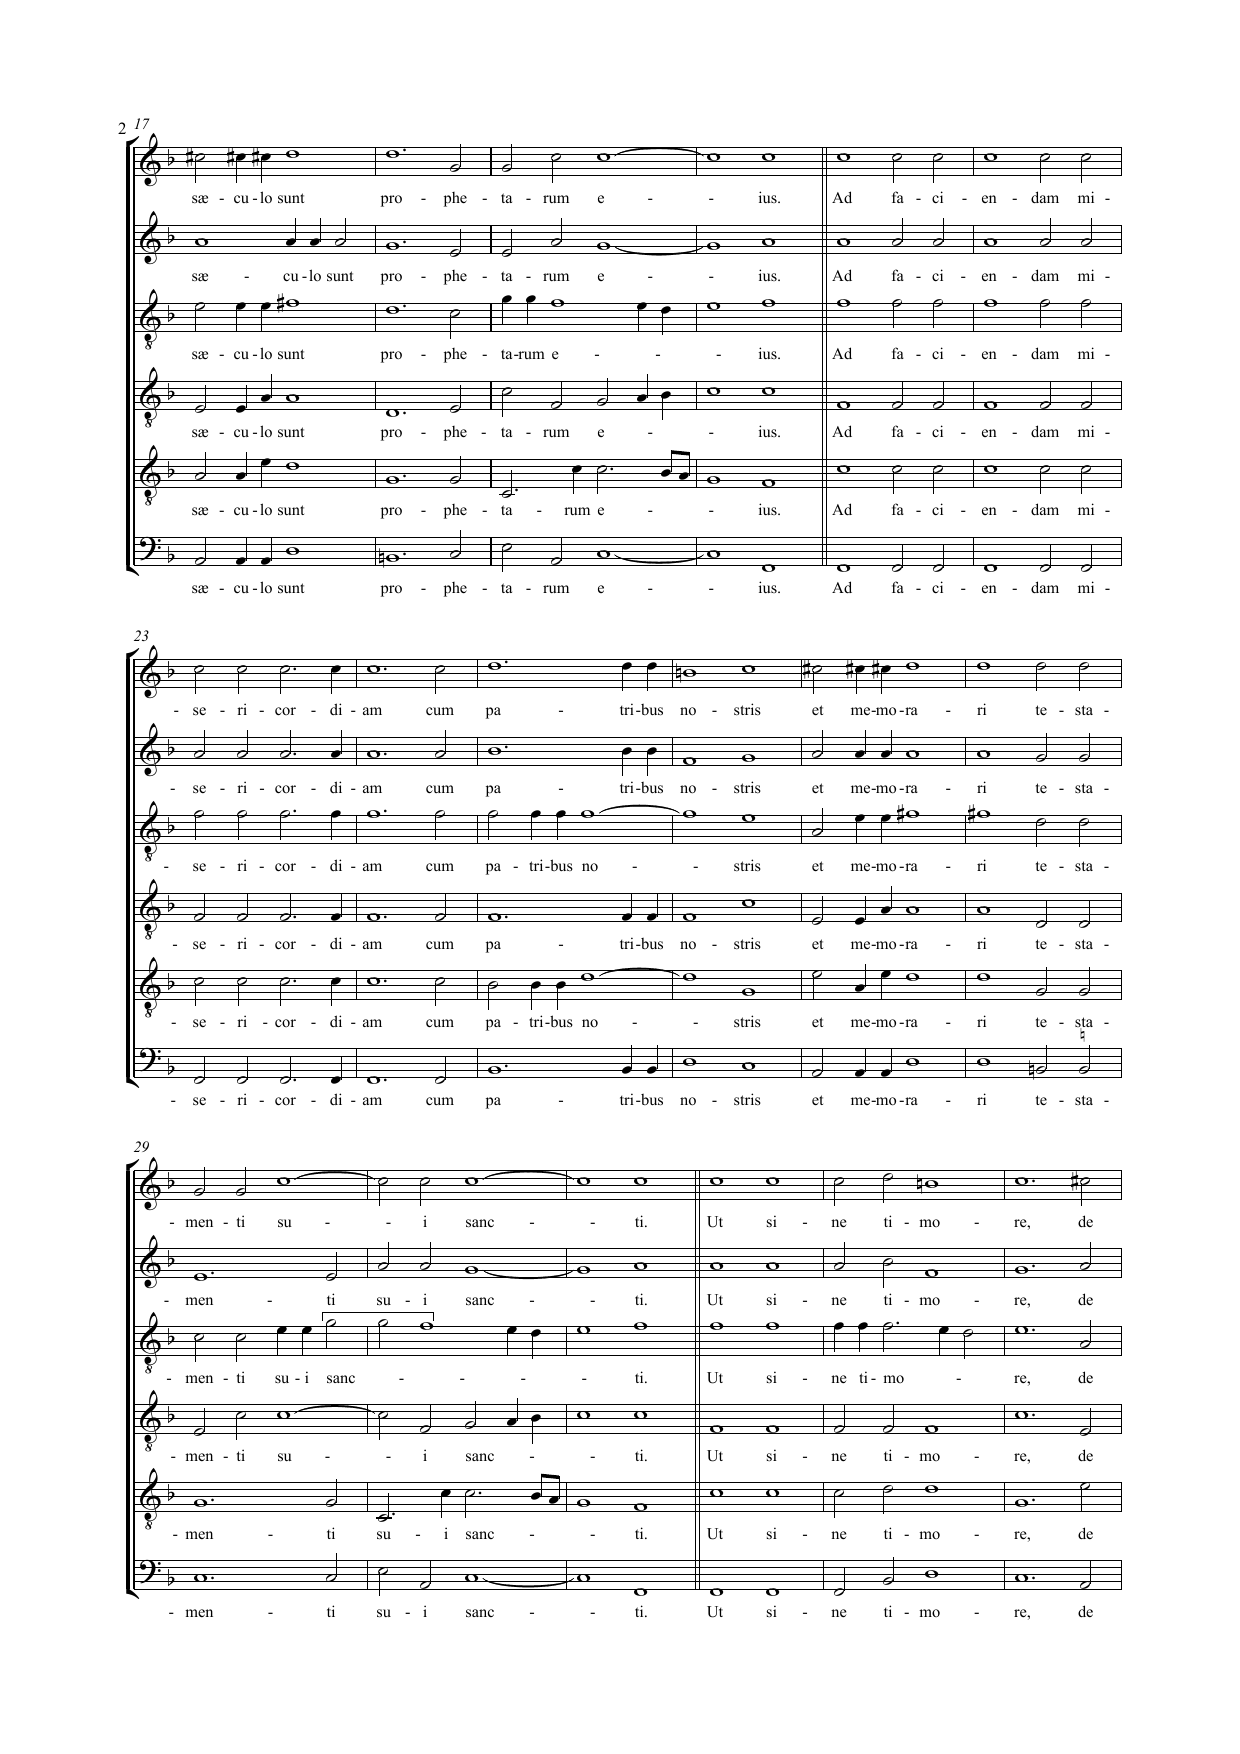 2 17
sæ - cu - lo sunt pro - phe - ta - rum e - - ius. Ad fa - ci - en - dam mi -
sæ - cu - lo sunt pro - phe - ta - rum e - - ius. Ad fa - ci - en - dam mi -
8
sæ - cu - lo sunt pro - phe - ta-rum e - - - ius. Ad fa - ci - en - dam mi -
8
sæ - cu - lo sunt pro - phe - ta - rum e - - ius. Ad fa - ci - en - dam mi -
8
sæ - cu - lo sunt pro - phe - ta - rum e - - ius. Ad fa - ci - en - dam mi -
sæ - cu - lo sunt pro - phe - ta - rum e - - ius. Ad fa - ci - en - dam mi -
23
- se - ri - cor - di - am cum pa - tri-bus no - stris et me-mo-ra - ri te - sta -
- se - ri - cor - di - am cum pa - tri-bus no - stris et me-mo-ra - ri te - sta -
8
- se - ri - cor - di - am cum pa - tri-bus no - - stris et me-mo-ra - ri te - sta -
8
- se - ri - cor - di - am cum pa - tri-bus no - stris et me-mo-ra - ri te - sta -
8
- se - ri - cor - di - am cum pa - tri-bus no - - stris et me-mo-ra - ri te - sta -
- se - ri - cor - di - am cum pa - tri-bus no - stris et me-mo-ra - ri te - sta -
29
- men - ti su - - i sanc - - ti. Ut si - ne ti - mo - re, de
- men - ti su - i sanc - - ti. Ut si - ne ti - mo - re, de
8
- men - ti su - i sanc - - - - ti. Ut si - ne ti - mo - re, de
8
- men - ti su - - i sanc - - ti. Ut si - ne ti - mo - re, de
8
- men - ti su - i sanc - - ti. Ut si - ne ti - mo - re, de
- men - ti su - i sanc - - ti. Ut si - ne ti - mo - re, de